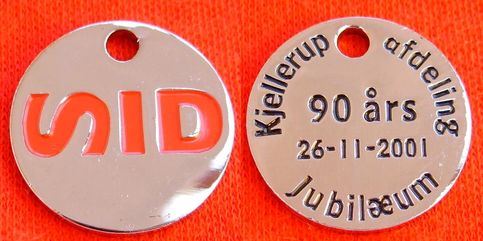 SID
Kjellerup afdeling
90 års
26-11-2001
Jubilæum